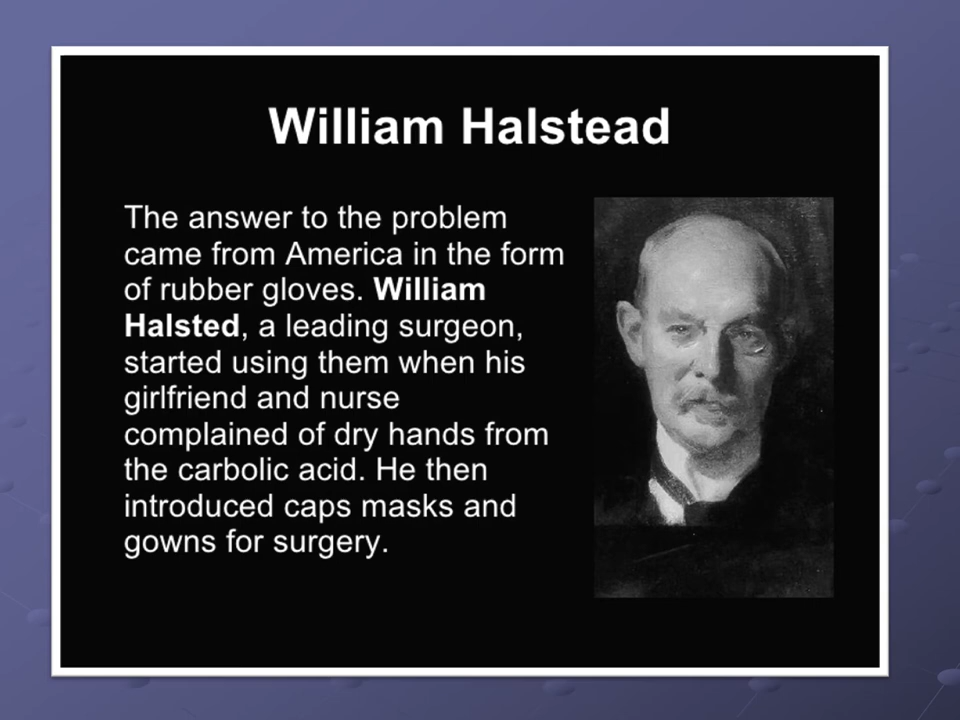 William Halstead
The answer to the problem
came from America in the form
of rubber gloves. William
Halsted, a leading surgeon,
started using them when his
girlfriend and nurse
complained of dry hands from
the carbolic acid. He then
introduced caps masks and
gowns for surgery.